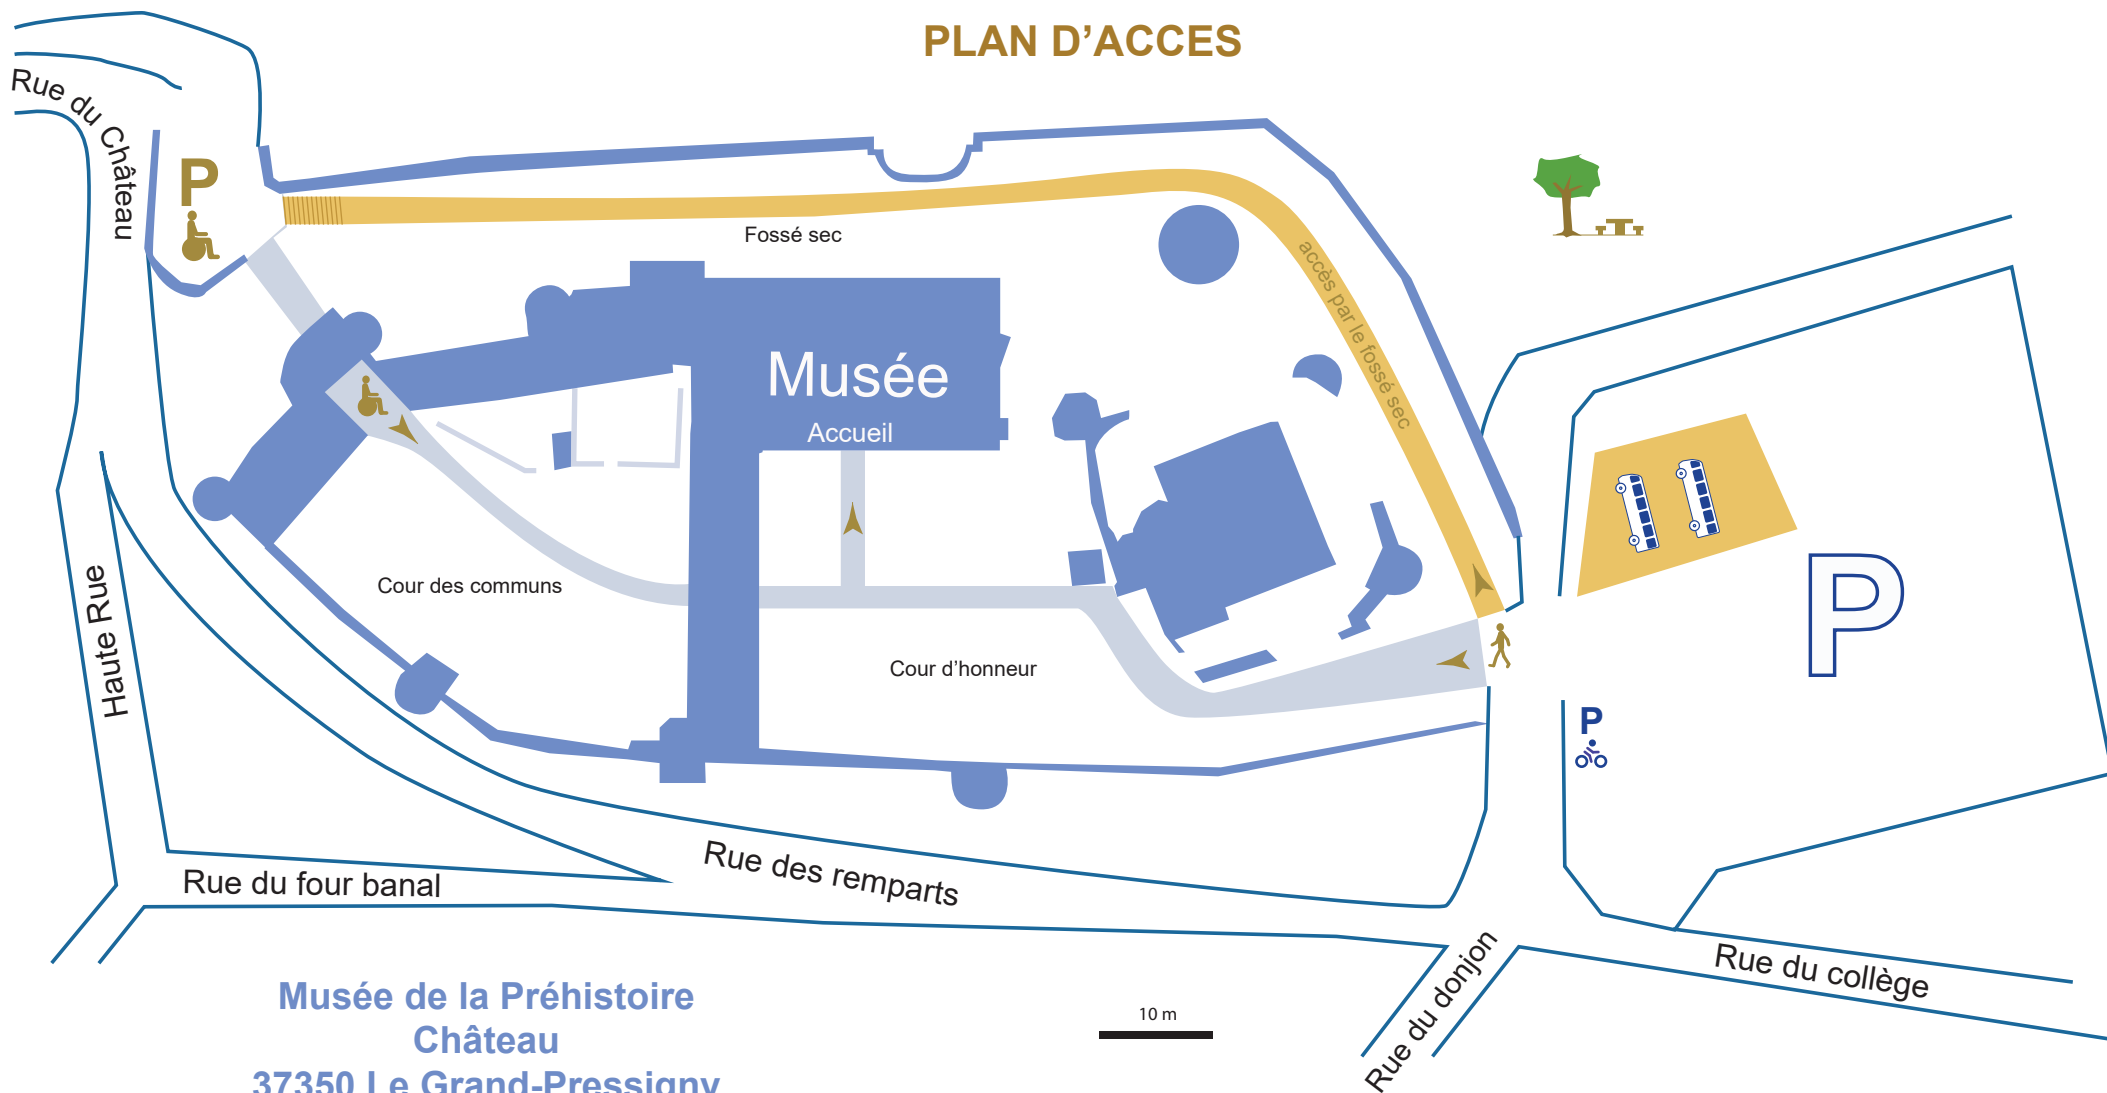 PLAN D’ACCES
Rue du Château
P
Fossé sec
accès par le fossé sec
Musée
Accueil
Cour des communs
Haute Rue
Cour d’honneur
P
P
Rue du four banal
Rue des remparts
Rue du donjon
Rue du collège
10 m
Musée de la Préhistoire
Château
37350 Le Grand-Pressigny